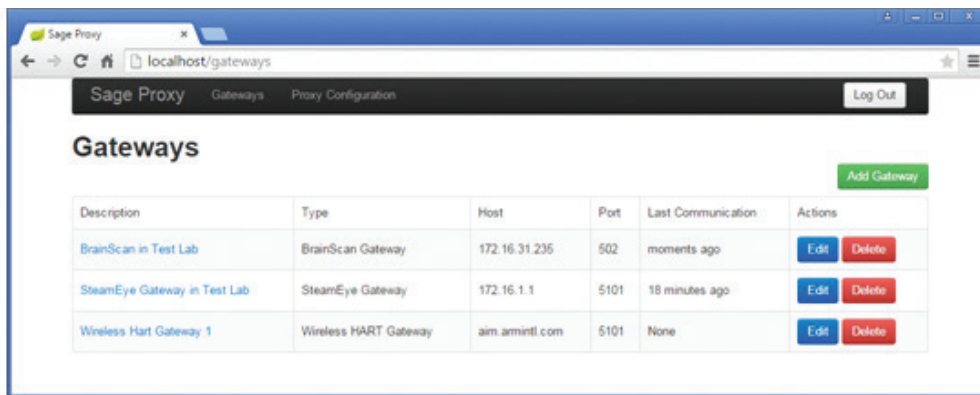 Sage Proxy
localhost/gateways
Sage Proxy Gateways Proxy Configuration Log Out
Gateways
Add Gateway
Description Type Host Port Last Communication Actions
BrainScan in Test Lab BrainScan Gateway 172.16.31.235 502 moments ago Edit Delete
SteamEye Gateway in Test Lab SteamEye Gateway 172.16.1.1 5101 18 minutes ago Edit Delete
Wireless Hart Gateway 1 Wireless HART Gateway aim.armintl.com 5101 None Edit Delete